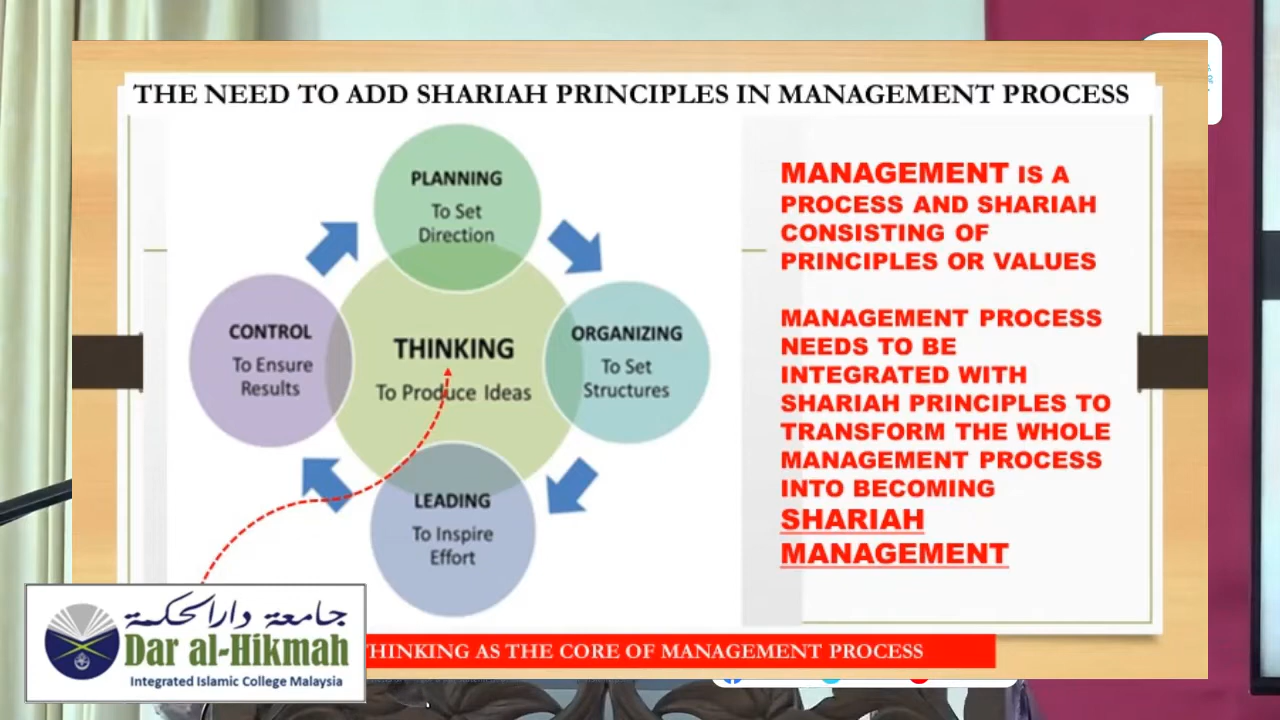 THE NEED TO ADD SHARIAH PRINCIPLES IN MANAGEMENT PROCESS
PLANNING
To Set
Direction
CONTROL
To Ensure
Results
THINKING
To Produce Ideas
ORGANIZING
To Set
Structures
LEADING
To Inspire
Effort
MANAGEMENT IS A
PROCESS AND SHARIAH
CONSISTING OF
PRINCIPLES OR VALUES
MANAGEMENT PROCESS
NEEDS TO BE
INTEGRATED WITH
SHARIAH PRINCIPLES TO
TRANSFORM THE WHOLE
MANAGEMENT PROCESS
INTO BECOMING
SHARIAH
MANAGEMENT
THINKING AS THE CORE OF MANAGEMENT PROCESS
جامعة دارالحكمة
Dar al-Hikmah
Integrated Islamic College Malaysia